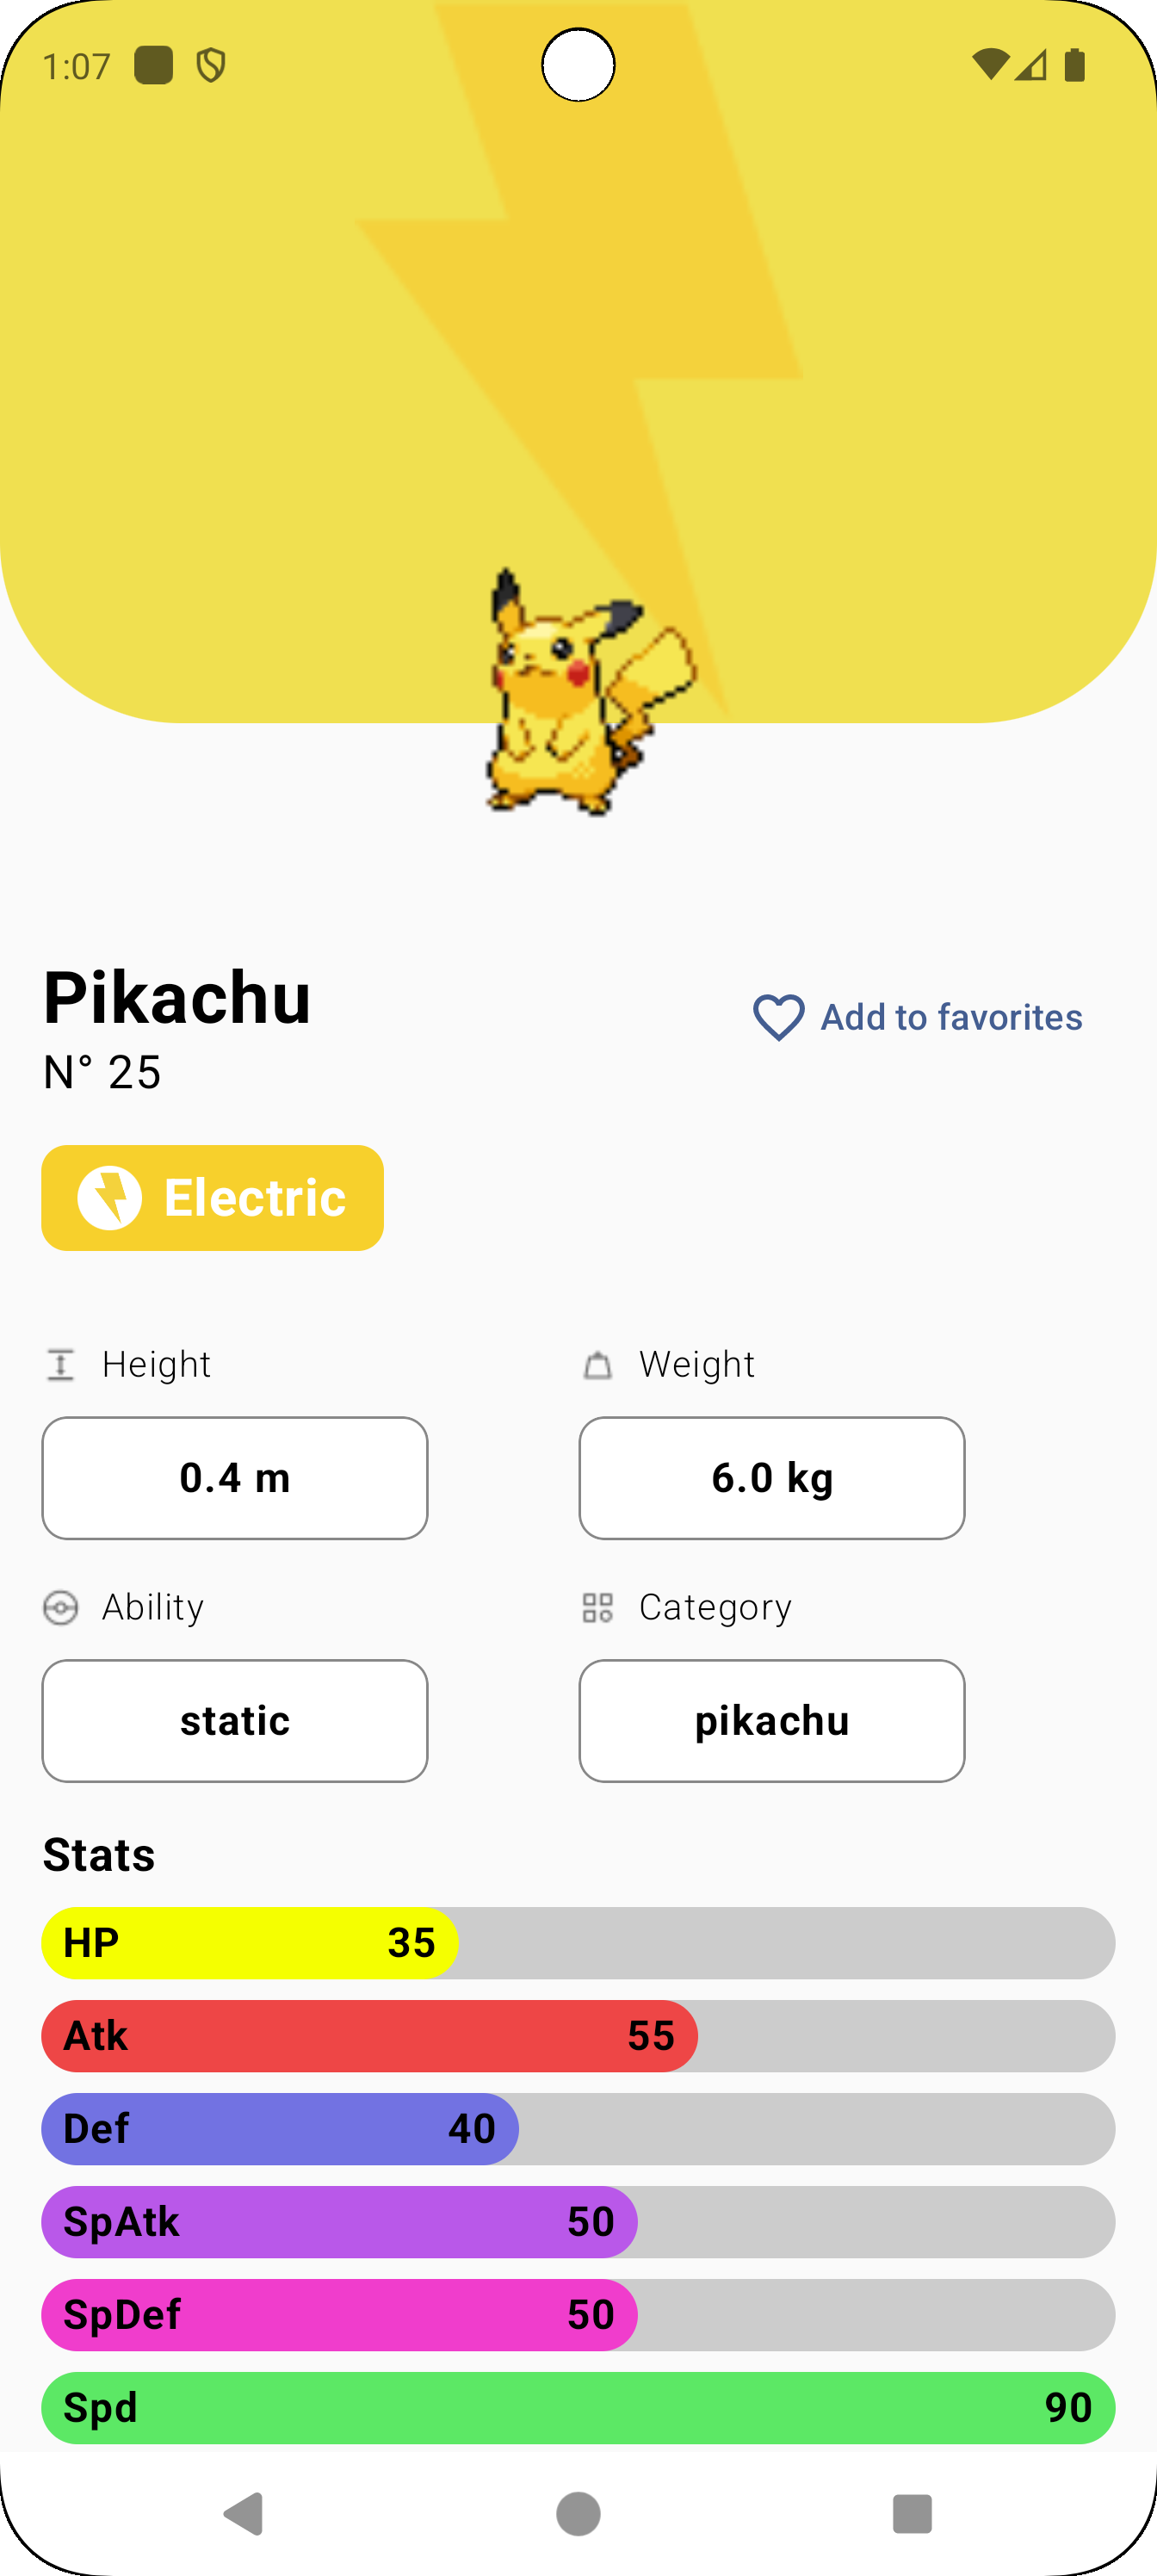 1:07
Pikachu
Add to favorites
N° 25
Electric
Height
Weight
0.4 m
6.0 kg
Ability
Category
static
pikachu
Stats
HP 35
Atk 55
Def 40
SpAtk 50
SpDef 50
Spd 90